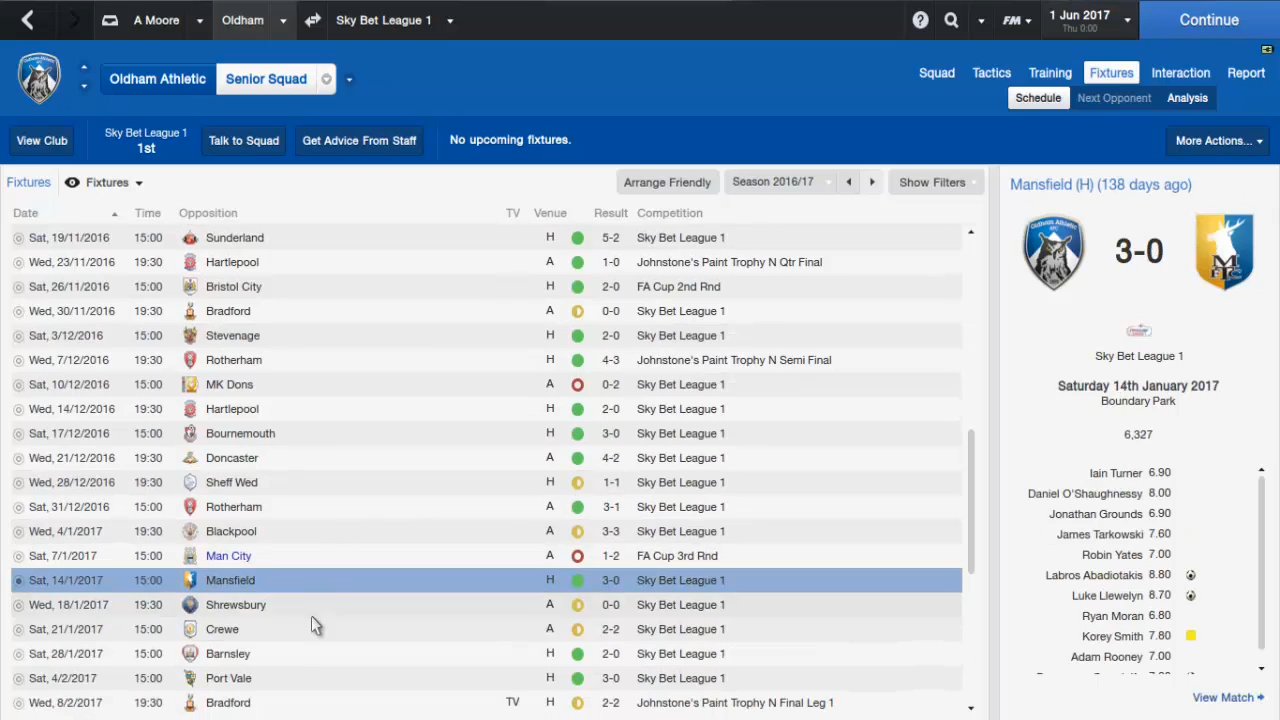 A Moore Oldham Sky Bet League 1 ? FM 1 Jun 2017 Continue
Thu 0:00
Oldham Athletic Senior Squad Squad Tactics Training Fixtures Interaction Report
Schedule Next Opponent Analysis
View Club Sky Bet League 1 Talk to Squad Get Advice From Staff No upcoming fixtures. More Actions...
1st
Fixtures Fixtures Arrange Friendly Season 2016/17 Show Filters
Date Time Opposition TV Venue Result Competition
Sat, 19/11/2016 15:00 Sunderland H 5-2 Sky Bet League 1
Wed, 23/11/2016 19:30 Hartlepool A 1-0 Johnstone's Paint Trophy N Qtr Final
Sat, 26/11/2016 15:00 Bristol City H 2-0 FA Cup 2nd Rnd
Wed, 30/11/2016 19:30 Bradford A 0-0 Sky Bet League 1
Sat, 3/12/2016 15:00 Stevenage H 2-0 Sky Bet League 1
Wed, 7/12/2016 19:30 Rotherham H 4-3 Johnstone's Paint Trophy N Semi Final
Sat, 10/12/2016 15:00 MK Dons A 0-2 Sky Bet League 1
Wed, 14/12/2016 19:30 Hartlepool H 2-0 Sky Bet League 1
Sat, 17/12/2016 15:00 Bournemouth H 3-0 Sky Bet League 1
Wed, 21/12/2016 19:30 Doncaster A 4-2 Sky Bet League 1
Wed, 28/12/2016 19:30 Sheff Wed H 1-1 Sky Bet League 1
Sat, 31/12/2016 15:00 Rotherham A 3-1 Sky Bet League 1
Wed, 4/1/2017 19:30 Blackpool A 3-3 Sky Bet League 1
Sat, 7/1/2017 15:00 Man City A 1-2 FA Cup 3rd Rnd
Sat, 14/1/2017 15:00 Mansfield H 3-0 Sky Bet League 1
Wed, 18/1/2017 19:30 Shrewsbury A 0-0 Sky Bet League 1
Sat, 21/1/2017 15:00 Crewe A 2-2 Sky Bet League 1
Sat, 28/1/2017 15:00 Barnsley H 2-0 Sky Bet League 1
Sat, 4/2/2017 15:00 Port Vale H 3-0 Sky Bet League 1
Wed, 8/2/2017 19:30 Bradford TV H 2-2 Johnstone's Paint Trophy N Final Leg 1
Mansfield (H) (138 days ago)
3-0
Sky Bet League 1
Saturday 14th January 2017
Boundary Park
6,327
Iain Turner 6.90
Daniel O'Shaughnessy 8.00
Jonathan Grounds 6.90
James Tarkowski 7.60
Robin Yates 7.00
Labros Abadiotakis 8.80
Luke Llewelyn 8.70
Ryan Moran 6.80
Korey Smith 7.80
Adam Rooney 7.00
View Match